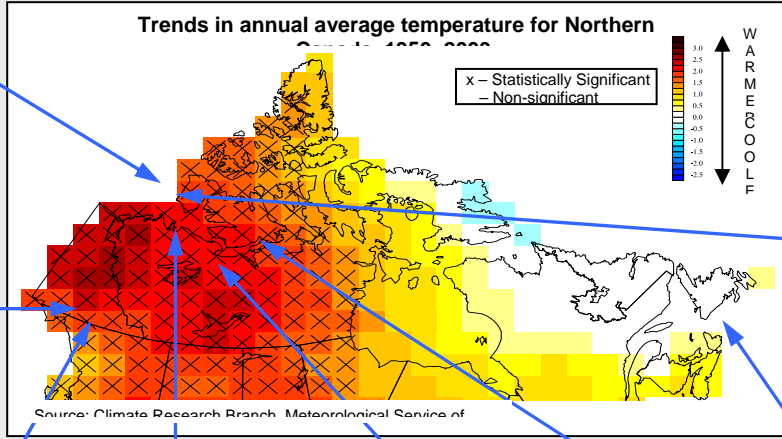 Trends in annual average temperature for Northern
x – Statistically Significant
– Non-significant
3.0
2.5
2.0
1.5
1.0
0.5
0.0
-0.5
-1.0
-1.5
-2.0
-2.5
W
A
R
M
E
R
C
O
O
L
Source: Climate Research Branch, Meteorological Service of